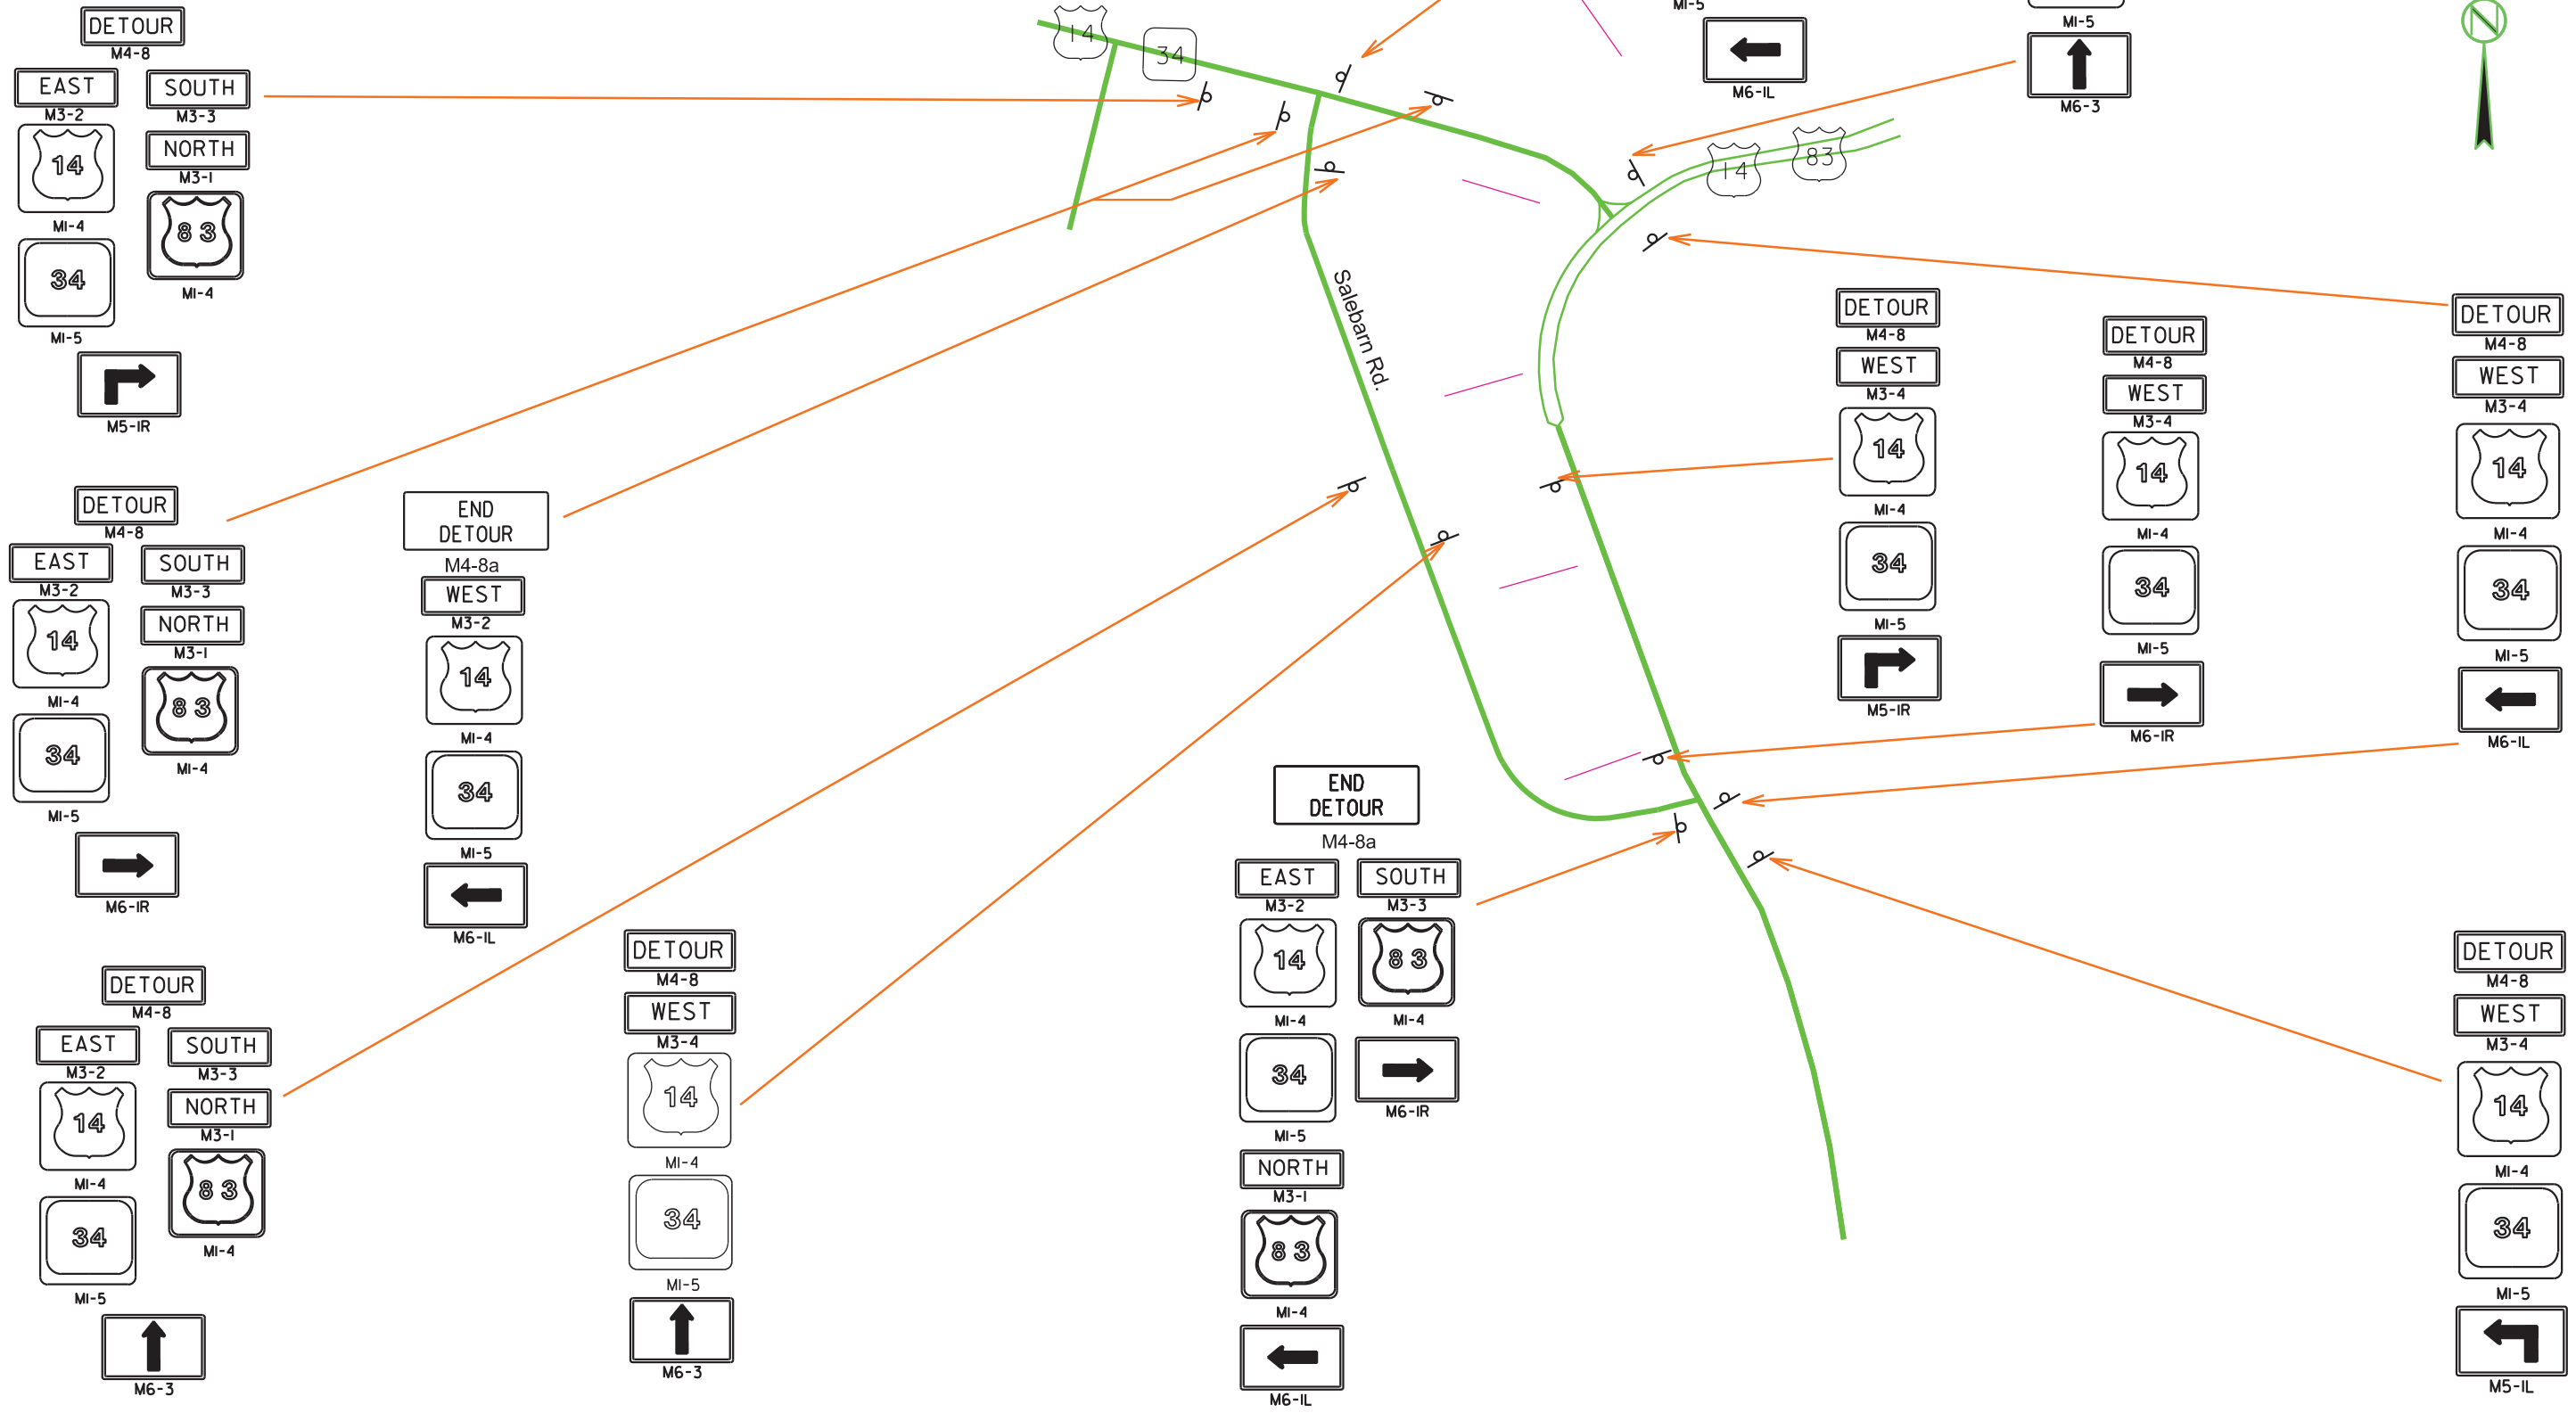 DETOUR
M4-8
EAST
M3-2
SOUTH
M3-3
14
M1-4
NORTH
M3-1
34
M1-5
83
M1-4
M5-1R
DETOUR
M4-8
EAST
M3-2
SOUTH
M3-3
14
M1-4
NORTH
M3-1
34
M1-5
83
M1-4
M6-1R
DETOUR
M4-8
EAST
M3-2
SOUTH
M3-3
14
M1-4
NORTH
M3-1
34
M1-5
83
M1-4
M6-3
END
DETOUR
M4-8a
WEST
M3-2
14
M1-4
34
M1-5
M6-1L
DETOUR
M4-8
WEST
M3-4
14
M1-4
34
M1-5
M6-3
14
34
Salebarn Rd.
14
83
M1-5
M6-1L
M1-5
M6-3
N
END
DETOUR
M4-8a
EAST
M3-2
SOUTH
M3-3
14
M1-4
83
M1-4
34
M1-5
M6-1R
NORTH
M3-1
83
M1-4
M6-1L
DETOUR
M4-8
WEST
M3-4
14
M1-4
34
M1-5
M5-1R
DETOUR
M4-8
WEST
M3-4
14
M1-4
34
M1-5
M6-1R
DETOUR
M4-8
WEST
M3-4
14
M1-4
34
M1-5
M6-1L
DETOUR
M4-8
WEST
M3-4
14
M1-4
34
M1-5
M5-1L